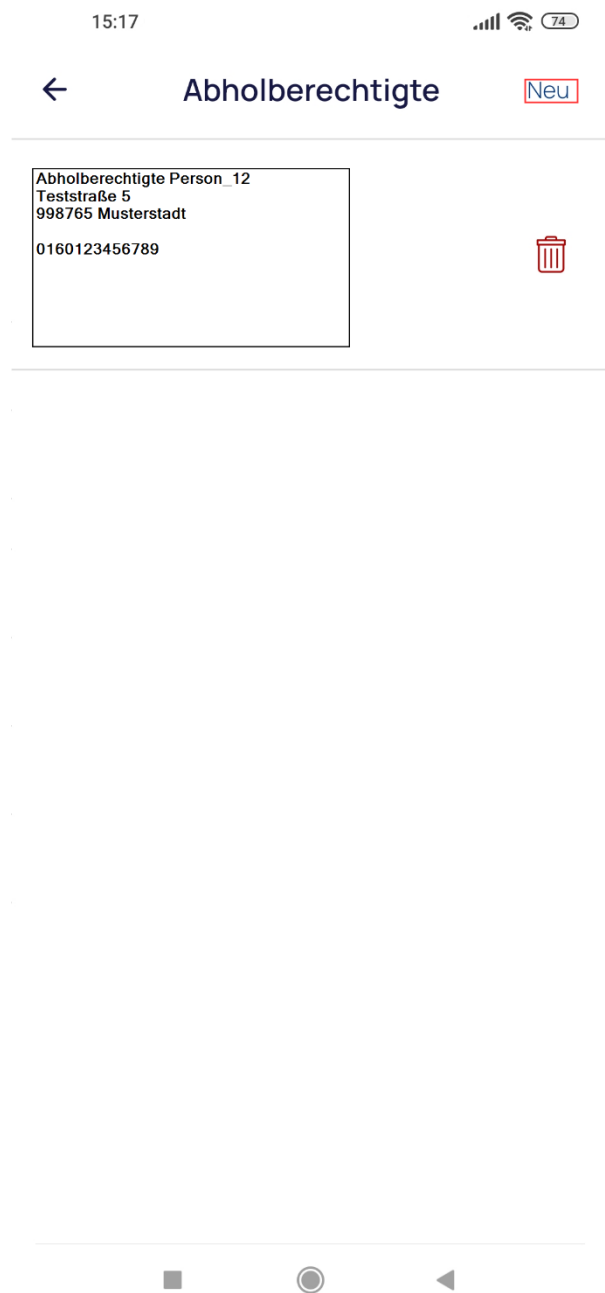 15:17
74
Abholberechtigte
Neu
Abholberechtigte Person_12
Teststraße 5
998765 Musterstadt
0160123456789